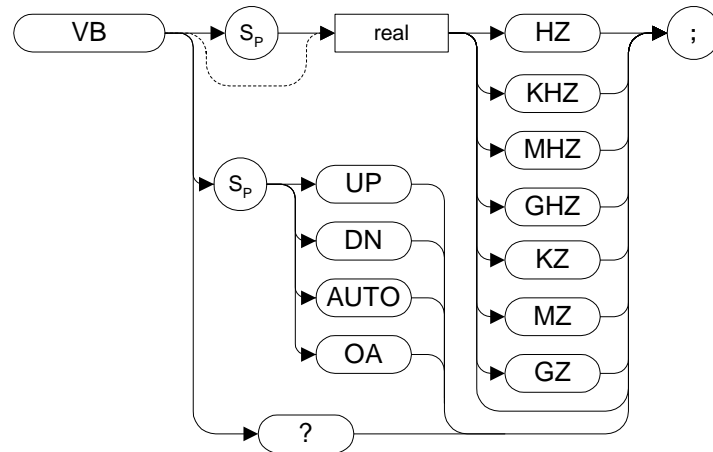 VB SP real HZ ;
KHZ
MHZ
SP UP GHZ
DN KZ
AUTO MZ
OA GZ
?